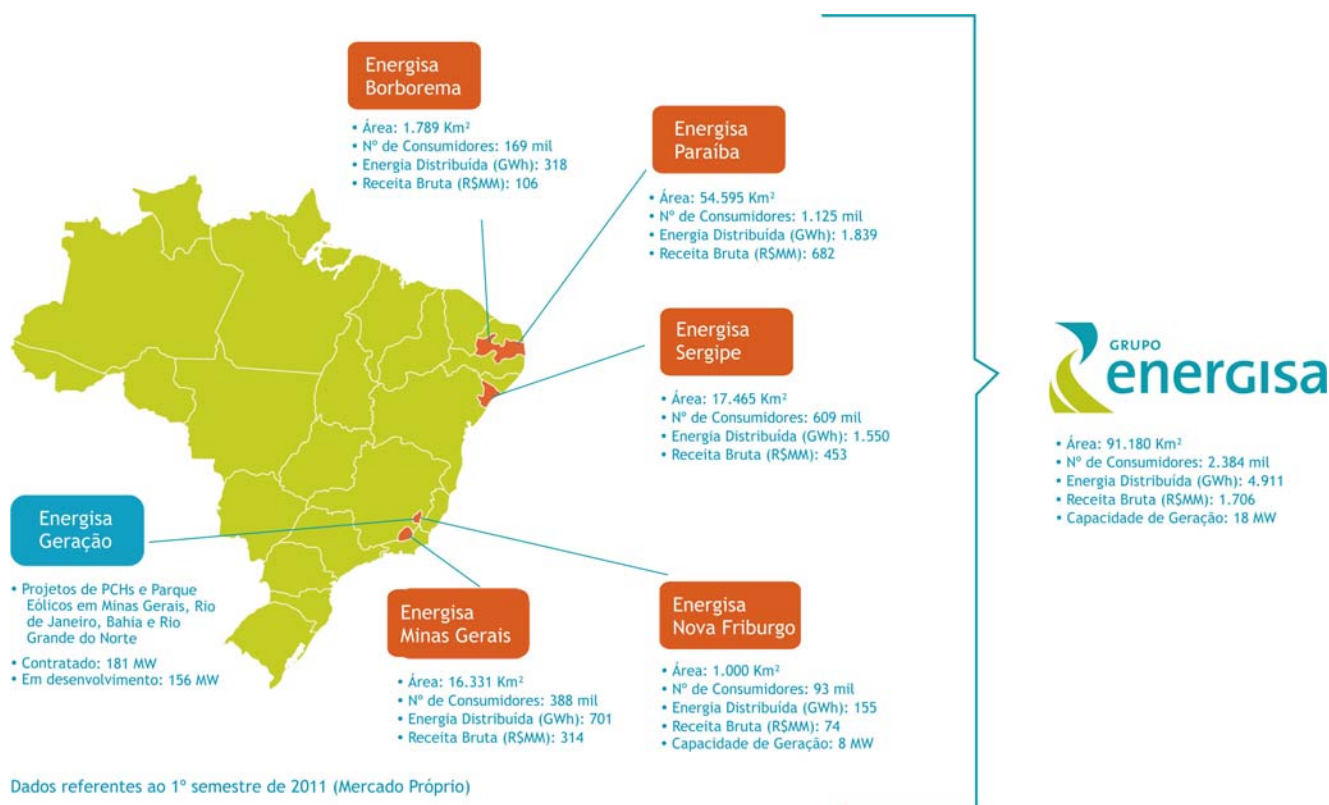 Energisa
Borborema
• Área: 1.789 Km²
• Nº de Consumidores: 169 mil
• Energia Distribuída (GWh): 318
• Receita Bruta (R$MM): 106
Energisa
Paraíba
• Área: 54.595 Km²
• Nº de Consumidores: 1.125 mil
• Energia Distribuída (GWh): 1.839
• Receita Bruta (R$MM): 682
Energisa
Sergipe
• Área: 17.465 Km²
• Nº de Consumidores: 609 mil
• Energia Distribuída (GWh): 1.550
• Receita Bruta (R$MM): 453
GRUPO
energisa
• Área: 91.180 Km²
• Nº de Consumidores: 2.384 mil
• Energia Distribuída (GWh): 4.911
• Receita Bruta (R$MM): 1.706
• Capacidade de Geração: 18 MW
Energisa
Geração
• Projetos de PCHs e Parque
Eólicos em Minas Gerais, Rio
de Janeiro, Bahia e Rio
Grande do Norte
• Contratado: 181 MW
• Em desenvolvimento: 156 MW
Energisa
Minas Gerais
• Área: 16.331 Km²
• Nº de Consumidores: 388 mil
• Energia Distribuída (GWh): 701
• Receita Bruta (R$MM): 314
Energisa
Nova Friburgo
• Área: 1.000 Km²
• Nº de Consumidores: 93 mil
• Energia Distribuída (GWh): 155
• Receita Bruta (R$MM): 74
• Capacidade de Geração: 8 MW
Dados referentes ao 1º semestre de 2011 (Mercado Próprio)